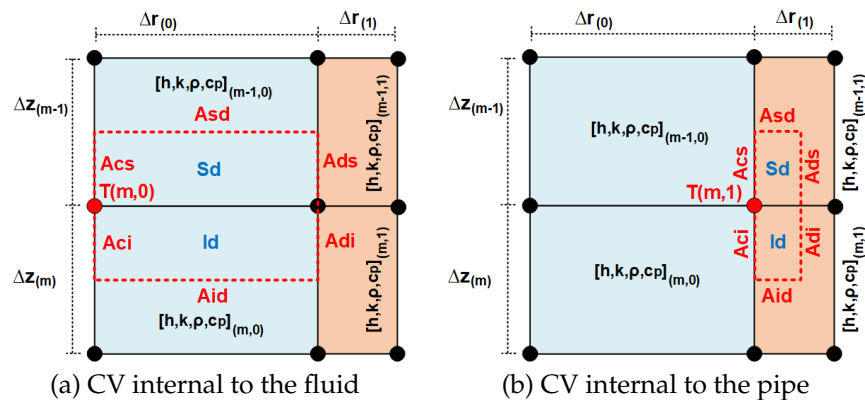 Δr(0)
Δr(1)
Δz(m-1)
[h,k,ρ,cp](m-1,0)
[h,k,ρ,cp](m-1,1)
Asd
Acs
Sd
Ads
T(m,0)
Aci
Id
Adi
Δz(m)
Aid
[h,k,ρ,cp](m,0)
[h,k,ρ,cp](m,1)
(a) CV internal to the fluid
Δr(0)
Δr(1)
Δz(m-1)
[h,k,ρ,cp](m-1,0)
[h,k,ρ,cp](m-1,1)
Asd
Acs
Sd
Ads
T(m,1)
Aci
Id
Adi
Δz(m)
[h,k,ρ,cp](m,0)
Aid
[h,k,ρ,cp](m,1)
(b) CV internal to the pipe